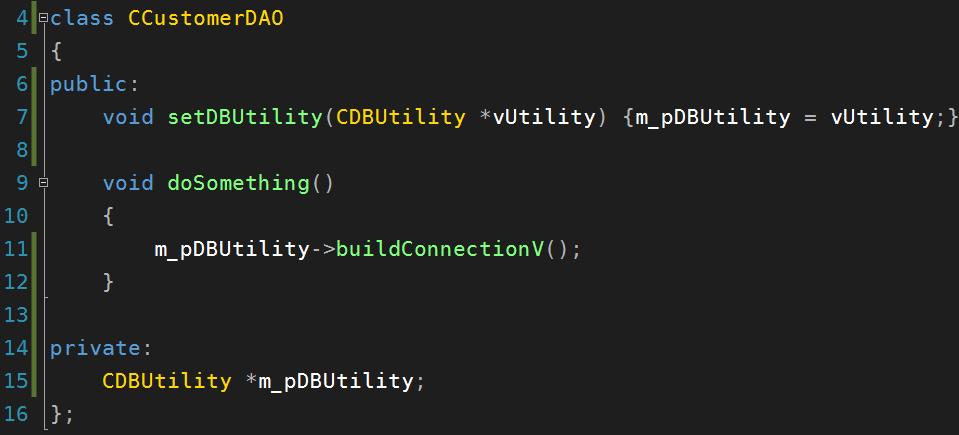 4 class CCustomerDAO
5 {
6 public:
7     void setDBUtility(CDBUtility *vUtility) {m_pDBUtility = vUtility;}
8
9     void doSomething()
10     {
11         m_pDBUtility->buildConnectionV();
12     }
13
14 private:
15     CDBUtility *m_pDBUtility;
16 };